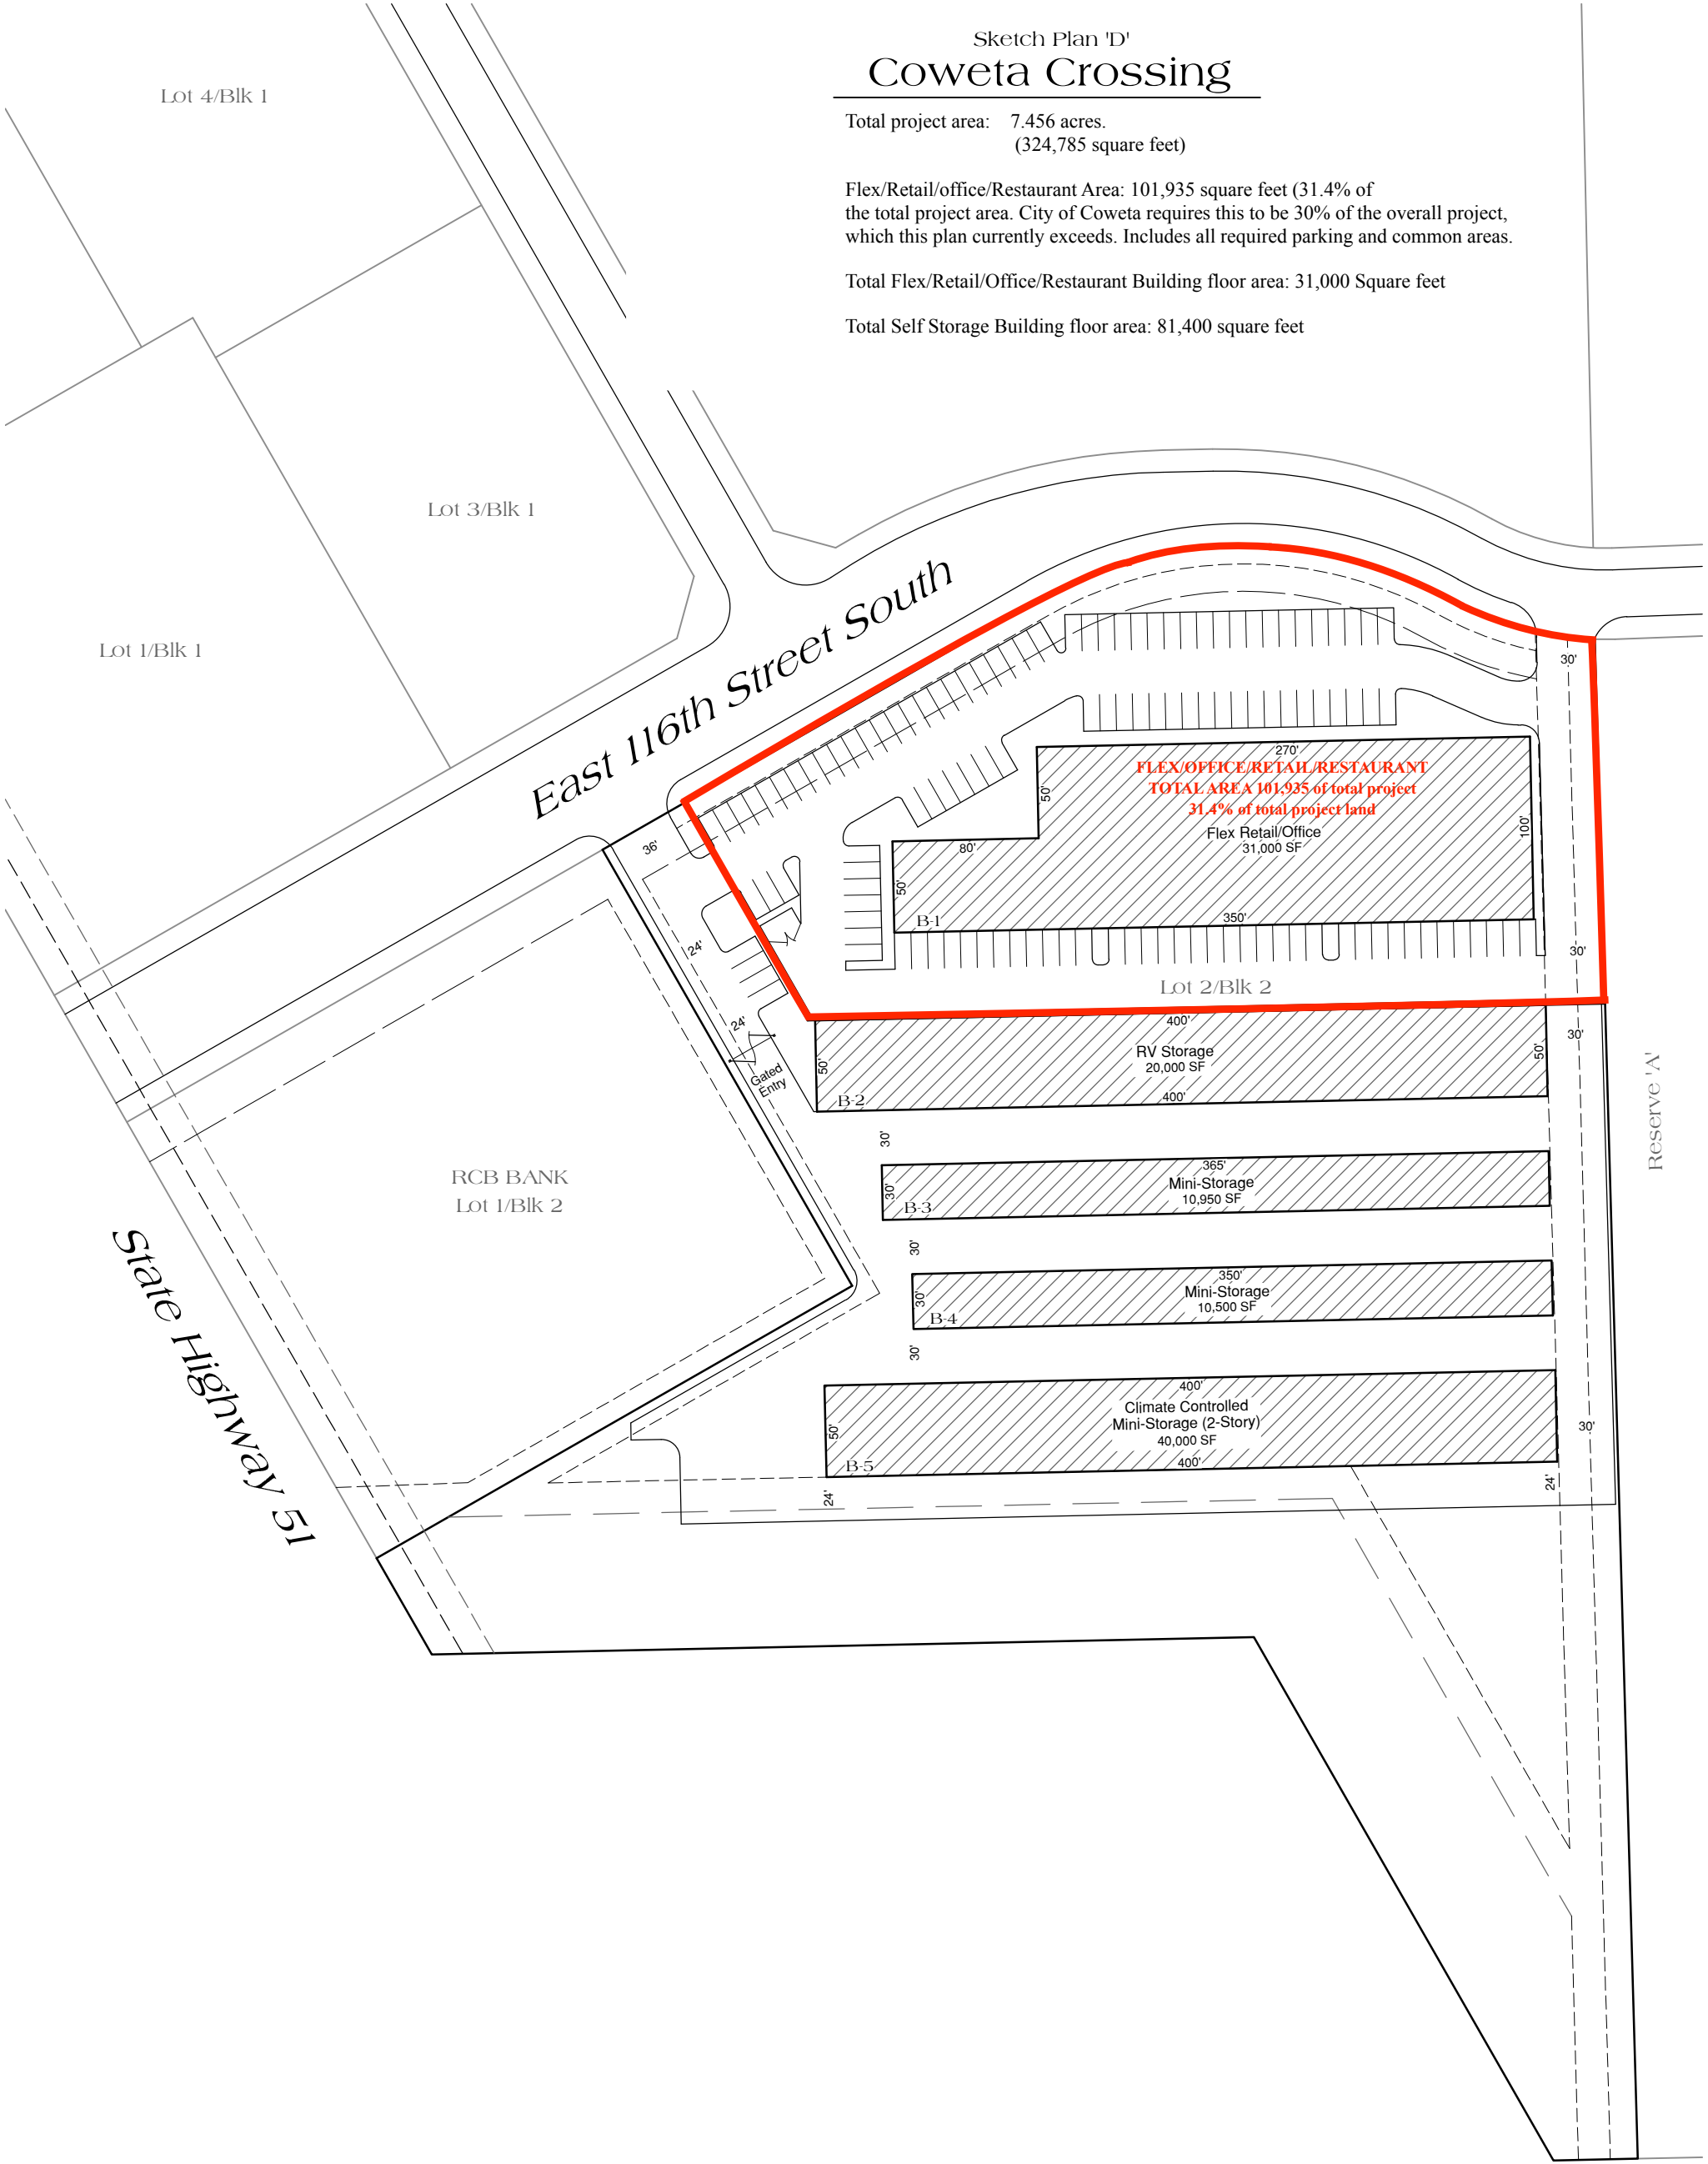 Sketch Plan 'D'
Coweta Crossing
Total project area: 7.456 acres.
(324,785 square feet)
Flex/Retail/office/Restaurant Area: 101,935 square feet (31.4% of
the total project area. City of Coweta requires this to be 30% of the overall project,
which this plan currently exceeds. Includes all required parking and common areas.
Total Flex/Retail/Office/Restaurant Building floor area: 31,000 Square feet
Total Self Storage Building floor area: 81,400 square feet
Lot 4/Blk 1
Lot 3/Blk 1
Lot 1/Blk 1
East 116th Street South
30'
270'
FLEX/OFFICE/RETAIL/RESTAURANT
TOTAL AREA 101,935 of total project
31.4% of total project land
Flex Retail/Office
31,000 SF
50'
100'
80'
50'
B-1
350'
36'
24'
30'
Lot 2/Blk 2
24'
Gated
Entry
400'
RV Storage
20,000 SF
50'
50'
B-2
400'
30'
Reserve 'A'
30'
365'
Mini-Storage
10,950 SF
30'
B-3
RCB BANK
Lot 1/Blk 2
30'
350'
Mini-Storage
10,500 SF
30'
B-4
30'
400'
Climate Controlled
Mini-Storage (2-Story)
40,000 SF
50'
B-5
400'
30'
24'
24'
State Highway 51